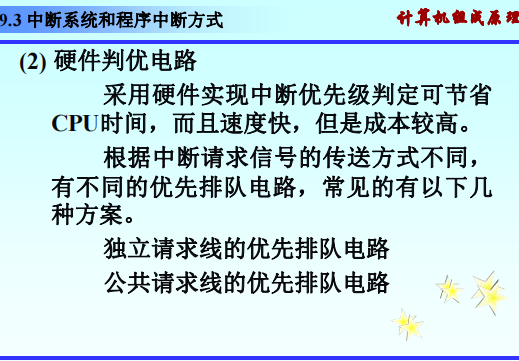 9.3 中断系统和程序中断方式
计算机组成原理
(2) 硬件判优电路
采用硬件实现中断优先级判定可节省
CPU时间，而且速度快，但是成本较高。
根据中断请求信号的传送方式不同，
有不同的优先排队电路，常见的有以下几
种方案。
独立请求线的优先排队电路
公共请求线的优先排队电路